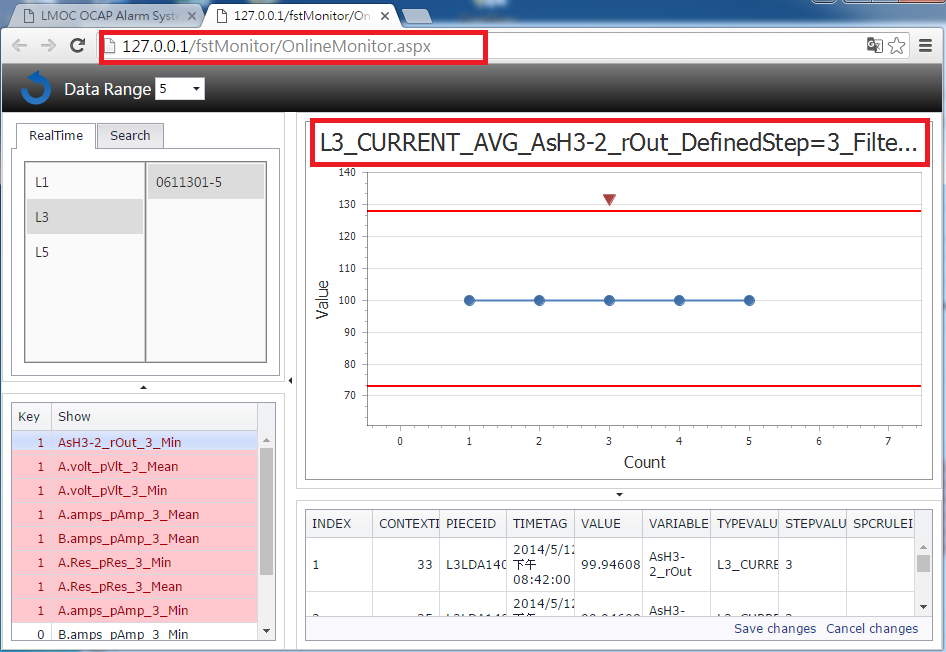 LMOC OCAP Alarm Syst
127.0.0.1/fstMonitor/On
127.0.0.1/fstMonitor/OnlineMonitor.aspx
Data Range 5
RealTime Search
L1 0611301-5
L3
L5
Key Show
1 AsH3-2_rOut_3_Min
1 A.volt_pVlt_3_Mean
1 A.volt_pVlt_3_Min
1 A.amps_pAmp_3_Mean
1 B.amps_pAmp_3_Mean
1 A.Res_pRes_3_Min
1 A.Res_pRes_3_Mean
1 A.amps_pAmp_3_Min
0 B.amps_pAmp_3_Min
L3_CURRENT_AVG_AsH3-2_rOut_DefinedStep=3_Filte...
140
130
120
110
100
90
80
70
Value
0 1 2 3 4 5 6 7
Count
INDEX CONTEXTI PIECEID TIMETAG VALUE VARIABLE TYPEVALU STEPVALU SPCRULEI
1 33 L3LDA140 2014/5/12 下午 08:42:00 99.94608 AsH3-2_rOut L3_CURRE 3
2014/5/12 AsH3-
Save changes Cancel changes